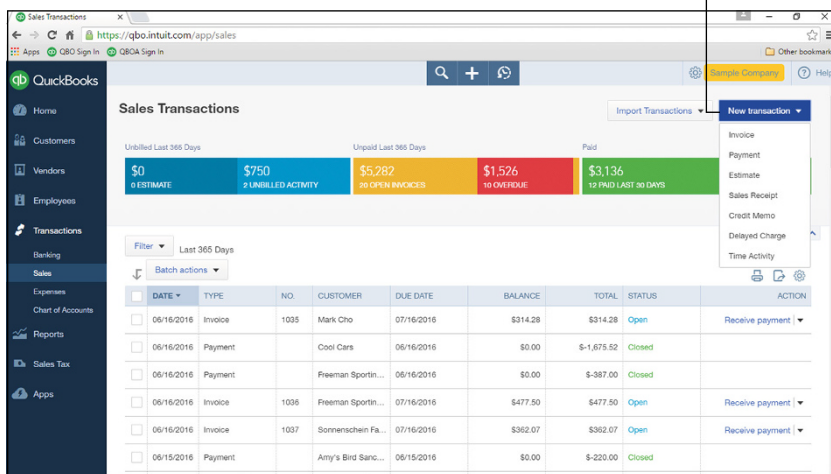 Sales Transactions
https://qbo.intuit.com/app/sales
Apps QBO Sign In QBOA Sign In Other bookmark
qb QuickBooks
Sample Company ? Help
Home
Customers
Vendors
Employees
Transactions
Banking
Sales
Expenses
Chart of Accounts
Reports
Sales Tax
Apps
Sales Transactions
Import Transactions
New transaction
Invoice
Payment
Estimate
Sales Receipt
Credit Memo
Delayed Charge
Time Activity
Unbilled Last 365 Days Unpaid Last 365 Days Paid
$0 $750 $5,282 $1,526 $3,136
0 ESTIMATE 2 UNBILLED ACTIVITY 20 OPEN INVOICES 10 OVERDUE 12 PAID LAST 30 DAYS
Filter Last 365 Days
Batch actions
DATE TYPE NO. CUSTOMER DUE DATE BALANCE TOTAL STATUS ACTION
06/16/2016 Invoice 1035 Mark Cho 07/16/2016 $314.28 $314.28 Open Receive payment
06/16/2016 Payment Cool Cars 06/16/2016 $0.00 $-1,675.52 Closed
06/16/2016 Payment Freeman Sportin... 06/16/2016 $0.00 $-387.00 Closed
06/16/2016 Invoice 1036 Freeman Sportin... 07/16/2016 $477.50 $477.50 Open Receive payment
06/16/2016 Invoice 1037 Sonnenschein Fa... 07/16/2016 $362.07 $362.07 Open Receive payment
06/15/2016 Payment Amy's Bird Sanc... 06/15/2016 $0.00 $-220.00 Closed